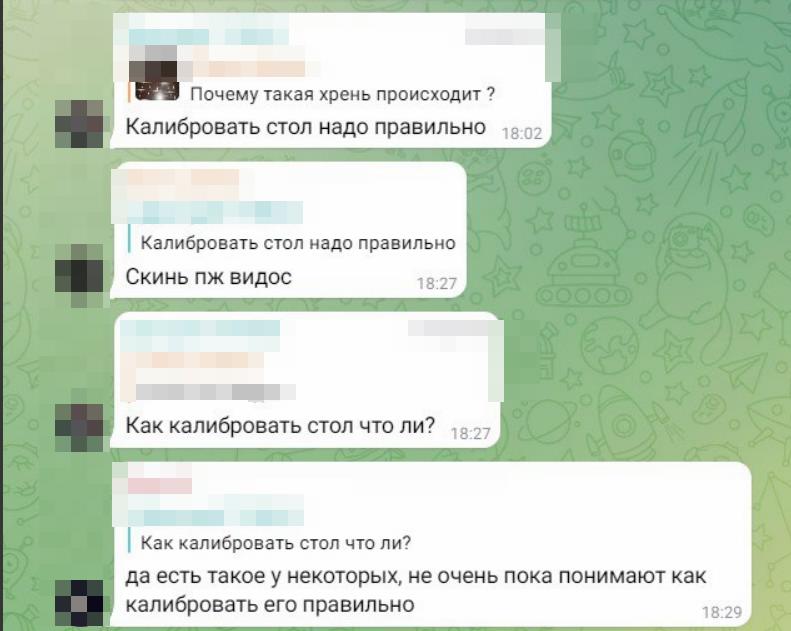 Почему такая хрень происходит ?
Калибровать стол надо правильно
18:02
Калибровать стол надо правильно
Скинь пж видос
18:27
Как калибровать стол что ли?
18:27
Как калибровать стол что ли?
да есть такое у некоторых, не очень пока понимают как
калибровать его правильно
18:29